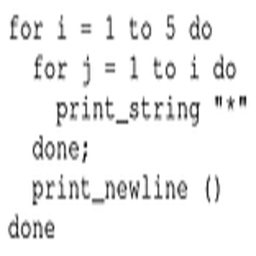 for i = 1 to 5 do
  for j = 1 to i do
    print_string "*"
  done;
  print_newline ()
done